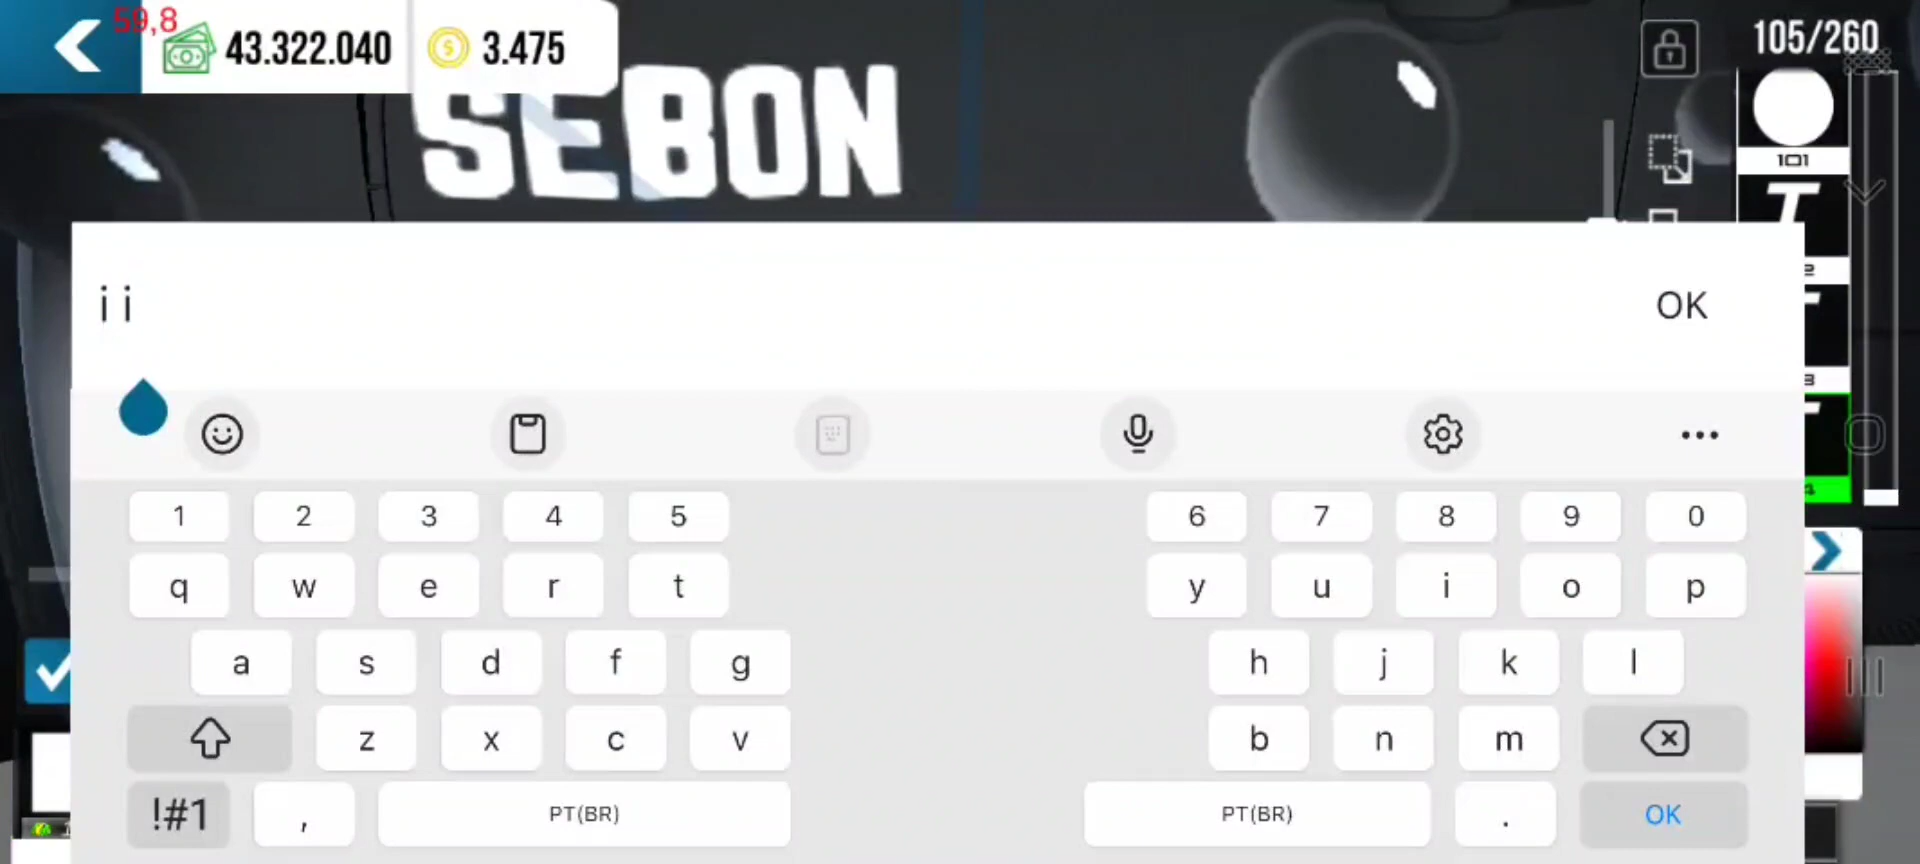 59,8
43.322.040
3.475
105/260
SEBON
101
T
i i
OK
1 2 3 4 5 6 7 8 9 0
q w e r t y u i o p
a s d f g h j k l
z x c v b n m
!#1 , PT(BR) PT(BR) . OK